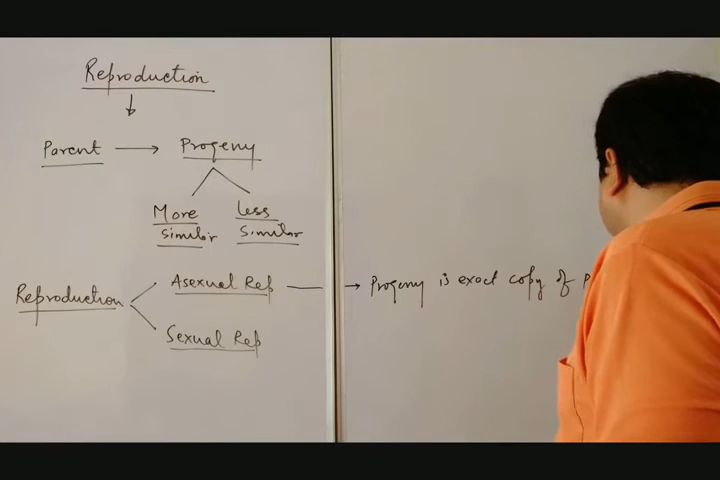 Reproduction
Parent → Progeny
More similar
less similar
Reproduction
Asexual Rep → Progeny is exact copy of
Sexual Rep